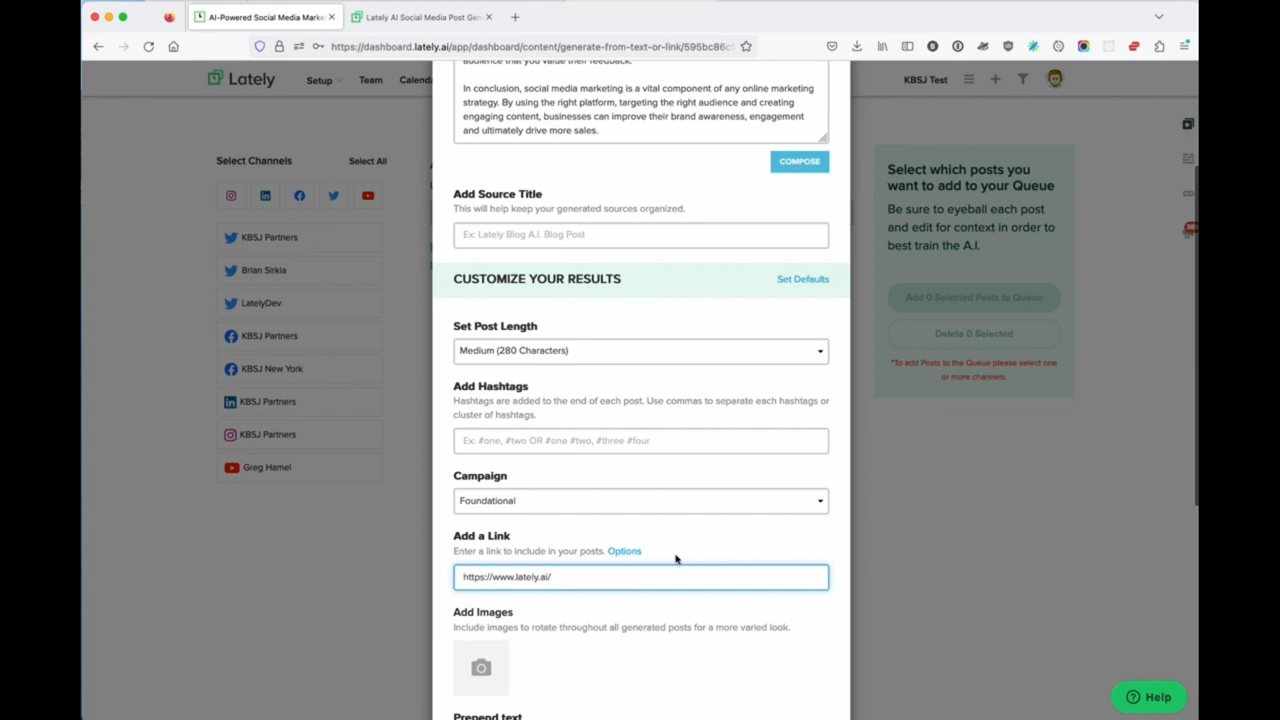 AI-Powered Social Media Marke
Lately AI Social Media Post Gen
https://dashboard.lately.ai/app/dashboard/content/generate-from-text-or-link/595bc86c
Lately
Setup
Team
Calenda
KBSJ Test
audience that you value their feedback.
In conclusion, social media marketing is a vital component of any online marketing
strategy. By using the right platform, targeting the right audience and creating
engaging content, businesses can improve their brand awareness, engagement
and ultimately drive more sales.
COMPOSE
Add Source Title
This will help keep your generated sources organized.
Ex: Lately Blog A.I. Blog Post
CUSTOMIZE YOUR RESULTS
Set Defaults
Set Post Length
Medium (280 Characters)
Add Hashtags
Hashtags are added to the end of each post. Use commas to separate each hashtags or
cluster of hashtags.
Ex: #one, #two OR #one #two, #three #four
Campaign
Foundational
Add a Link
Enter a link to include in your posts. Options
https://www.lately.ai/
Add Images
Include images to rotate throughout all generated posts for a more varied look.
Prepend text
Select Channels
Select All
KBSJ Partners
Brian Sirkia
LatelyDev
KBSJ Partners
KBSJ New York
KBSJ Partners
KBSJ Partners
Greg Hamel
Select which posts you
want to add to your Queue
Be sure to eyeball each post
and edit for context in order to
best train the A.I.
Add 0 Selected Posts to Queue
Delete 0 Selected
*To add Posts to the Queue please select one
or more channels.
Help